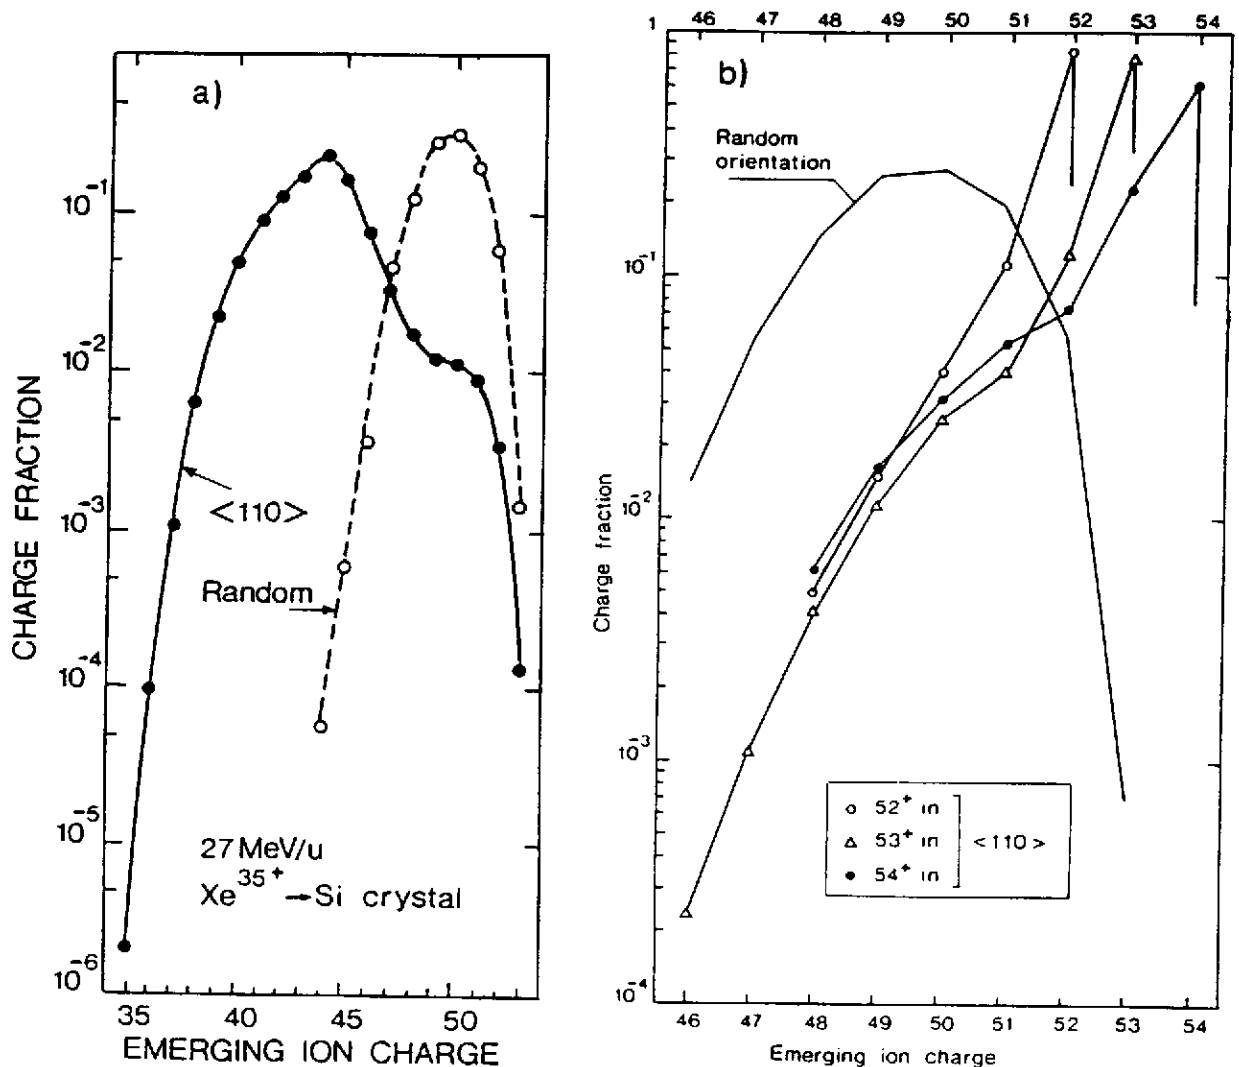 a)
CHARGE FRACTION
10⁻¹
10⁻²
10⁻³
10⁻⁴
10⁻⁵
10⁻⁶
<110>
Random
27 MeV/u
Xe³⁵⁺ → Si crystal
35 40 45 50
EMERGING ION CHARGE
46 47 48 49 50 51 52 53 54
b)
Random
orientation
Charge fraction
1
10⁻¹
10⁻²
10⁻³
10⁻⁴
52⁺ in
53⁺ in
54⁺ in
<110>
46 47 48 49 50 51 52 53 54
Emerging ion charge